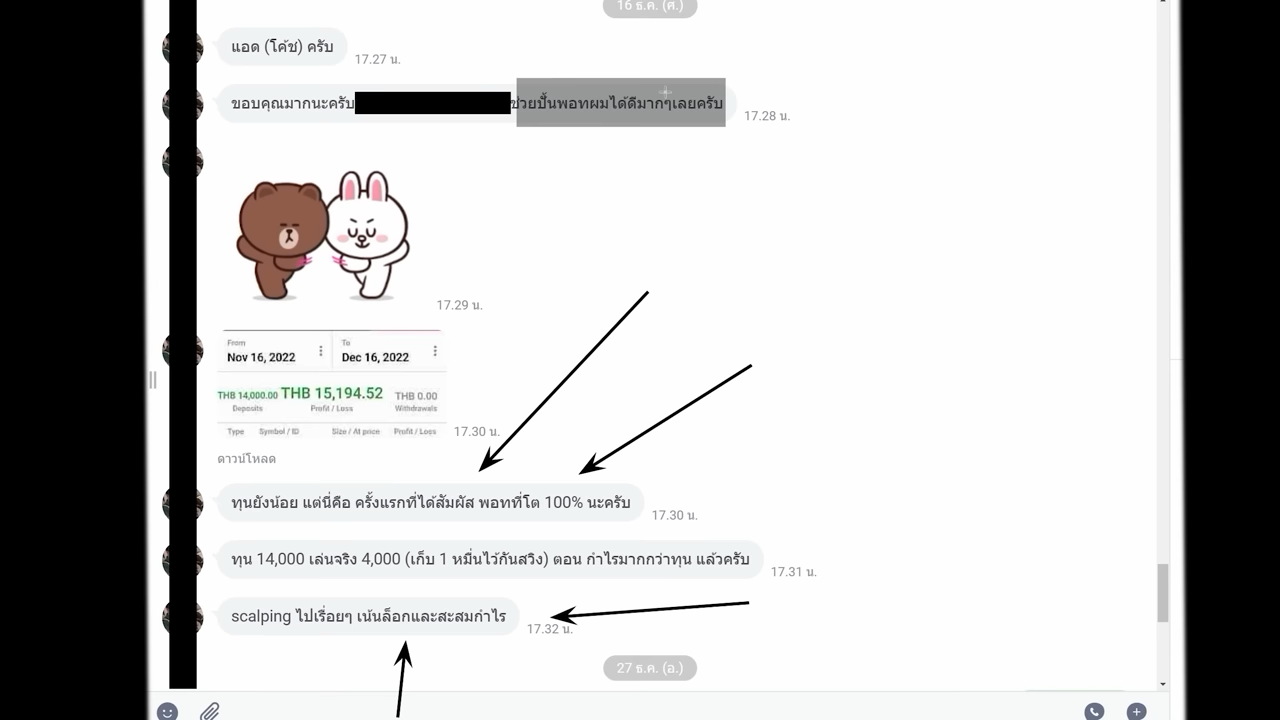 16 ธ.ค. (ศ.)
แอด (โค้ช) ครับ
17.27 น.
ขอบคุณมากนะครับ ช่วยปั้นพอทผมได้ดีมากๆเลยครับ
17.28 น.
17.29 น.
From To
Nov 16, 2022 Dec 16, 2022
THB 14,000.00 THB 15,194.52 THB 0.00
Deposits Profit / Loss Withdrawals
Type Symbol / ID Size / At price Profit / Loss
17.30 น.
ดาวน์โหลด
ทุนยังน้อย แต่นี่คือ ครั้งแรกที่ได้สัมผัส พอทที่โต 100% นะครับ
17.30 น.
ทุน 14,000 เล่นจริง 4,000 (เก็บ 1 หมื่นไว้กันสวิง) ตอน กำไรมากกว่าทุน แล้วครับ
17.31 น.
scalping ไปเรื่อยๆ เน้นล็อกและสะสมกำไร
17.32 น.
27 ธ.ค. (อ.)